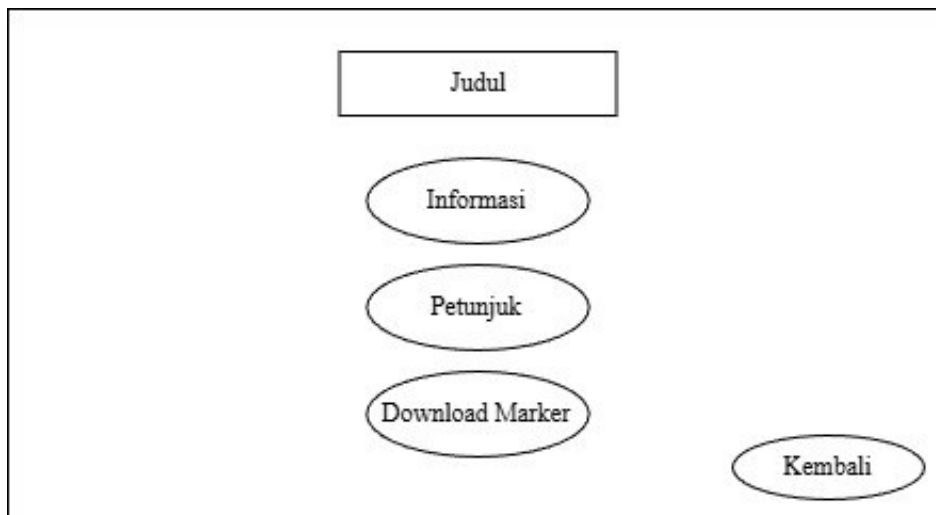 Judul
Informasi
Petunjuk
Download Marker
Kembali